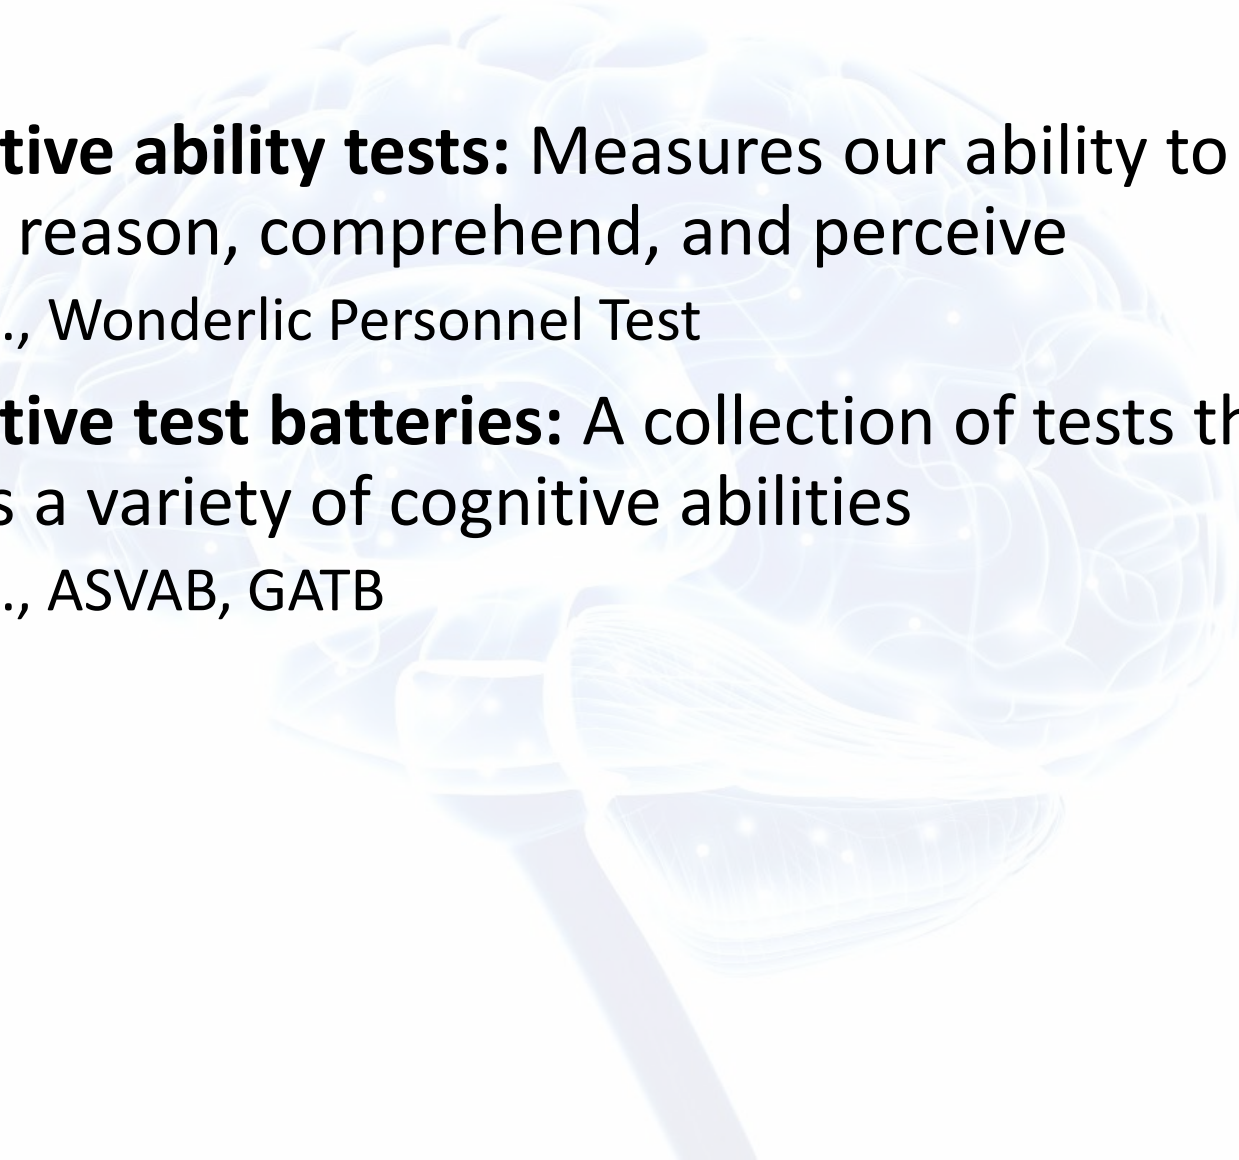 tive ability tests: Measures our ability to
reason, comprehend, and perceive
., Wonderlic Personnel Test
tive test batteries: A collection of tests th
s a variety of cognitive abilities
., ASVAB, GATB